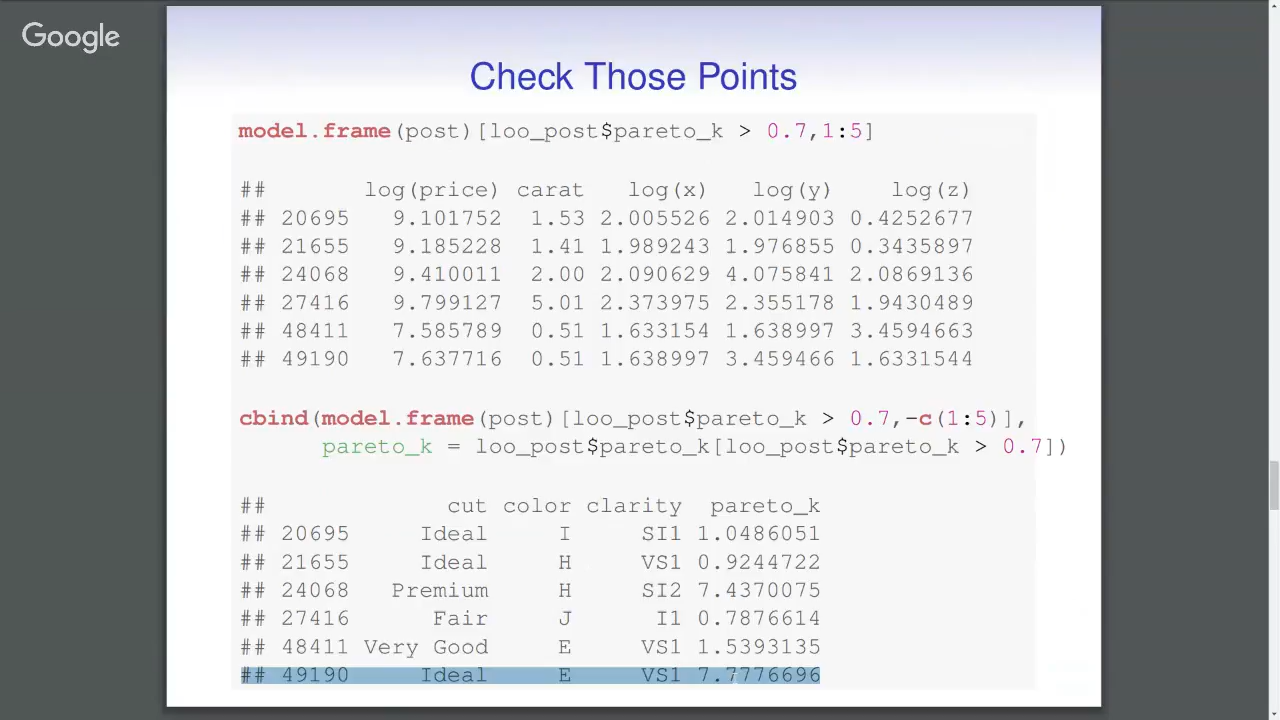 Google
Check Those Points
model.frame(post)[loo_post$pareto_k > 0.7,1:5]
## log(price) carat log(x) log(y) log(z)
## 20695 9.101752 1.53 2.005526 2.014903 0.4252677
## 21655 9.185228 1.41 1.989243 1.976855 0.3435897
## 24068 9.410011 2.00 2.090629 4.075841 2.0869136
## 27416 9.799127 5.01 2.373975 2.355178 1.9430489
## 48411 7.585789 0.51 1.633154 1.638997 3.4594663
## 49190 7.637716 0.51 1.638997 3.459466 1.6331544
cbind(model.frame(post)[loo_post$pareto_k > 0.7,-c(1:5)],
pareto_k = loo_post$pareto_k[loo_post$pareto_k > 0.7])
## cut color clarity pareto_k
## 20695 Ideal I SI1 1.0486051
## 21655 Ideal H VS1 0.9244722
## 24068 Premium H SI2 7.4370075
## 27416 Fair J I1 0.7876614
## 48411 Very Good E VS1 1.5393135
## 49190 Ideal E VS1 7.7776696